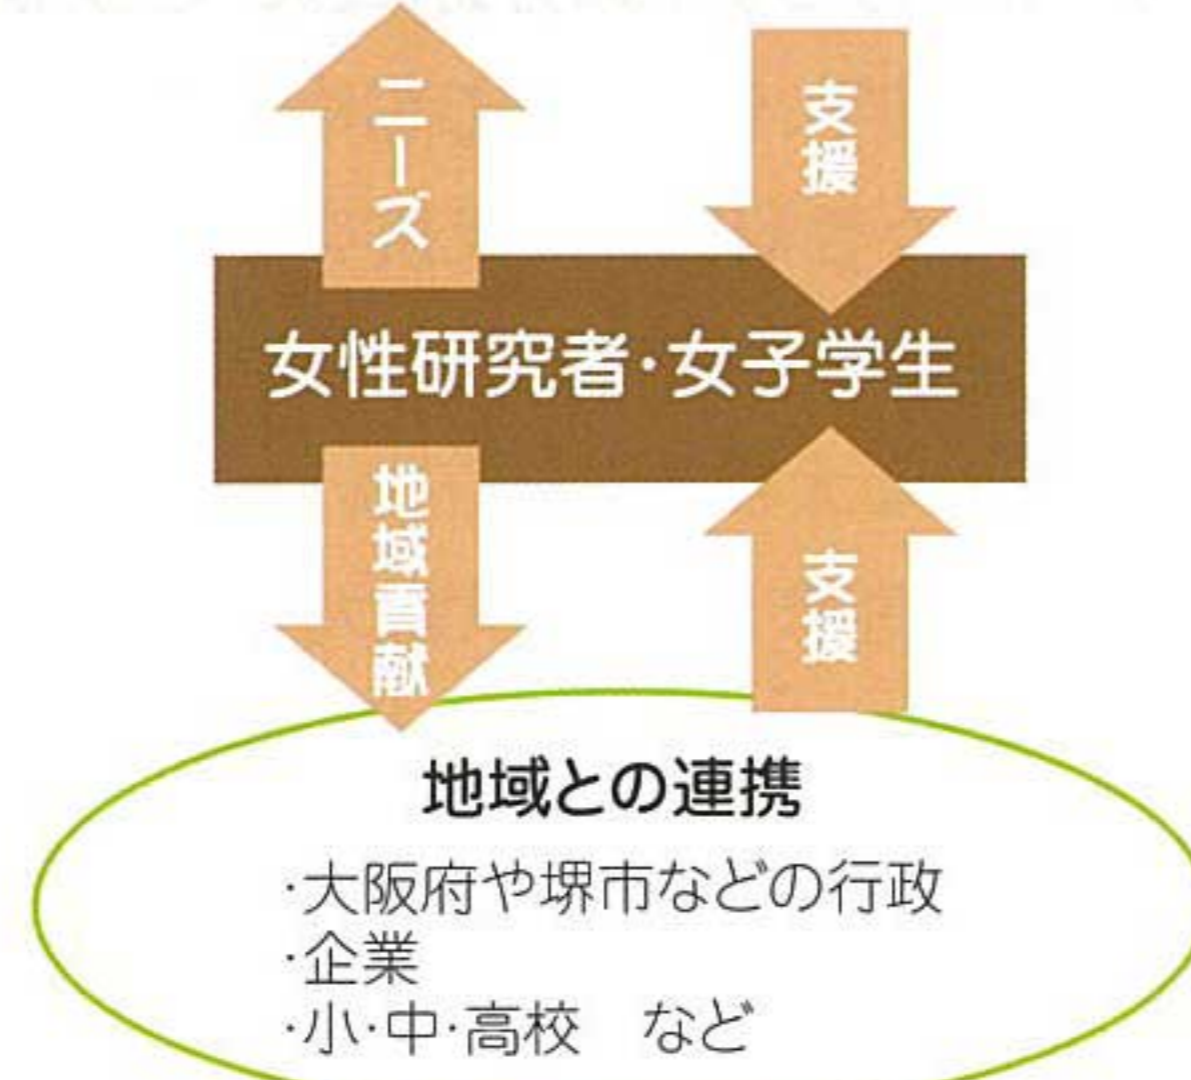 ニーズ
支援
女性研究者·女子学生
地域貢献
支援
地域との連携
·大阪府や堺市などの行政
·企業
·小·中·高校　など